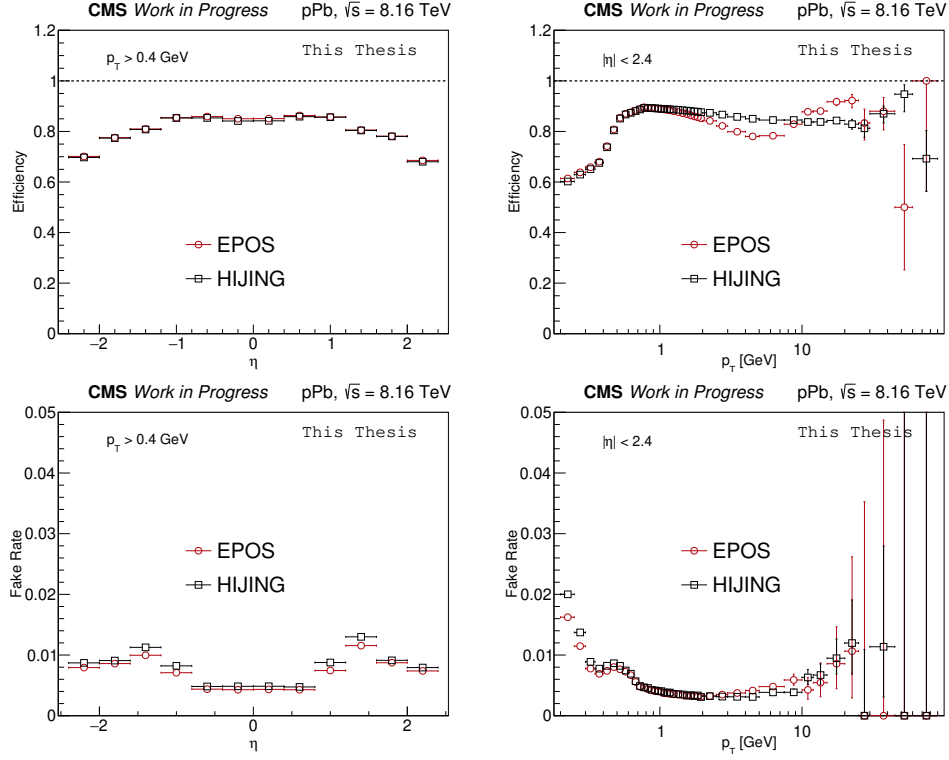 CMS Work in Progress pPb, √s = 8.16 TeV
p_T > 0.4 GeV This Thesis
1.2
1
0.8
0.6
0.4
0.2
0
Efficiency
EPOS
HIJING
−2 −1 0 1 2
η
CMS Work in Progress pPb, √s = 8.16 TeV
|η| < 2.4 This Thesis
1.2
1
0.8
0.6
0.4
0.2
0
Efficiency
EPOS
HIJING
1 10
p_T [GeV]
CMS Work in Progress pPb, √s = 8.16 TeV
p_T > 0.4 GeV This Thesis
0.05
0.04
0.03
0.02
0.01
0
Fake Rate
EPOS
HIJING
−2 −1 0 1 2
η
CMS Work in Progress pPb, √s = 8.16 TeV
|η| < 2.4 This Thesis
0.05
0.04
0.03
0.02
0.01
0
Fake Rate
EPOS
HIJING
1 10
p_T [GeV]